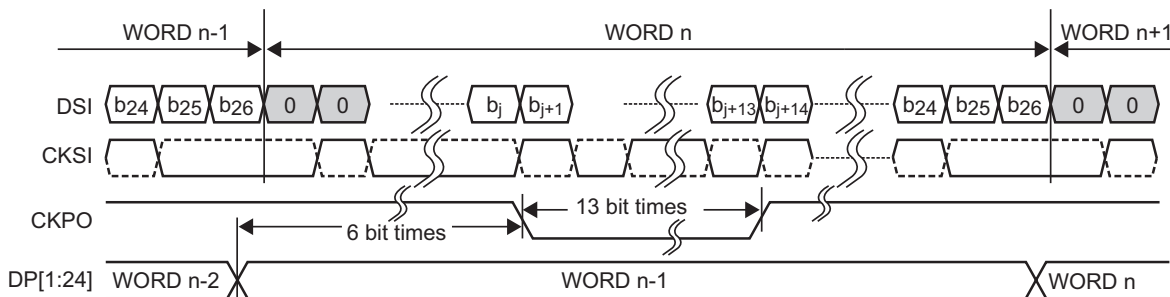 WORD n-1 WORD n WORD n+1
DSI b24 b25 b26 0 0 bj bj+1 bj+13 bj+14 b24 b25 b26 0 0
CKSI
CKPO 6 bit times 13 bit times
DP[1:24] WORD n-2 WORD n-1 WORD n